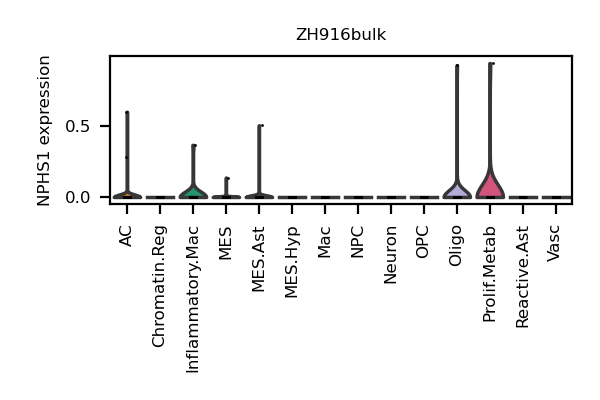 ZH916bulk
NPHS1 expression
0.5
0.0
AC
Chromatin.Reg
Inflammatory.Mac
MES
MES.Ast
MES.Hyp
Mac
NPC
Neuron
OPC
Oligo
Prolif.Metab
Reactive.Ast
Vasc